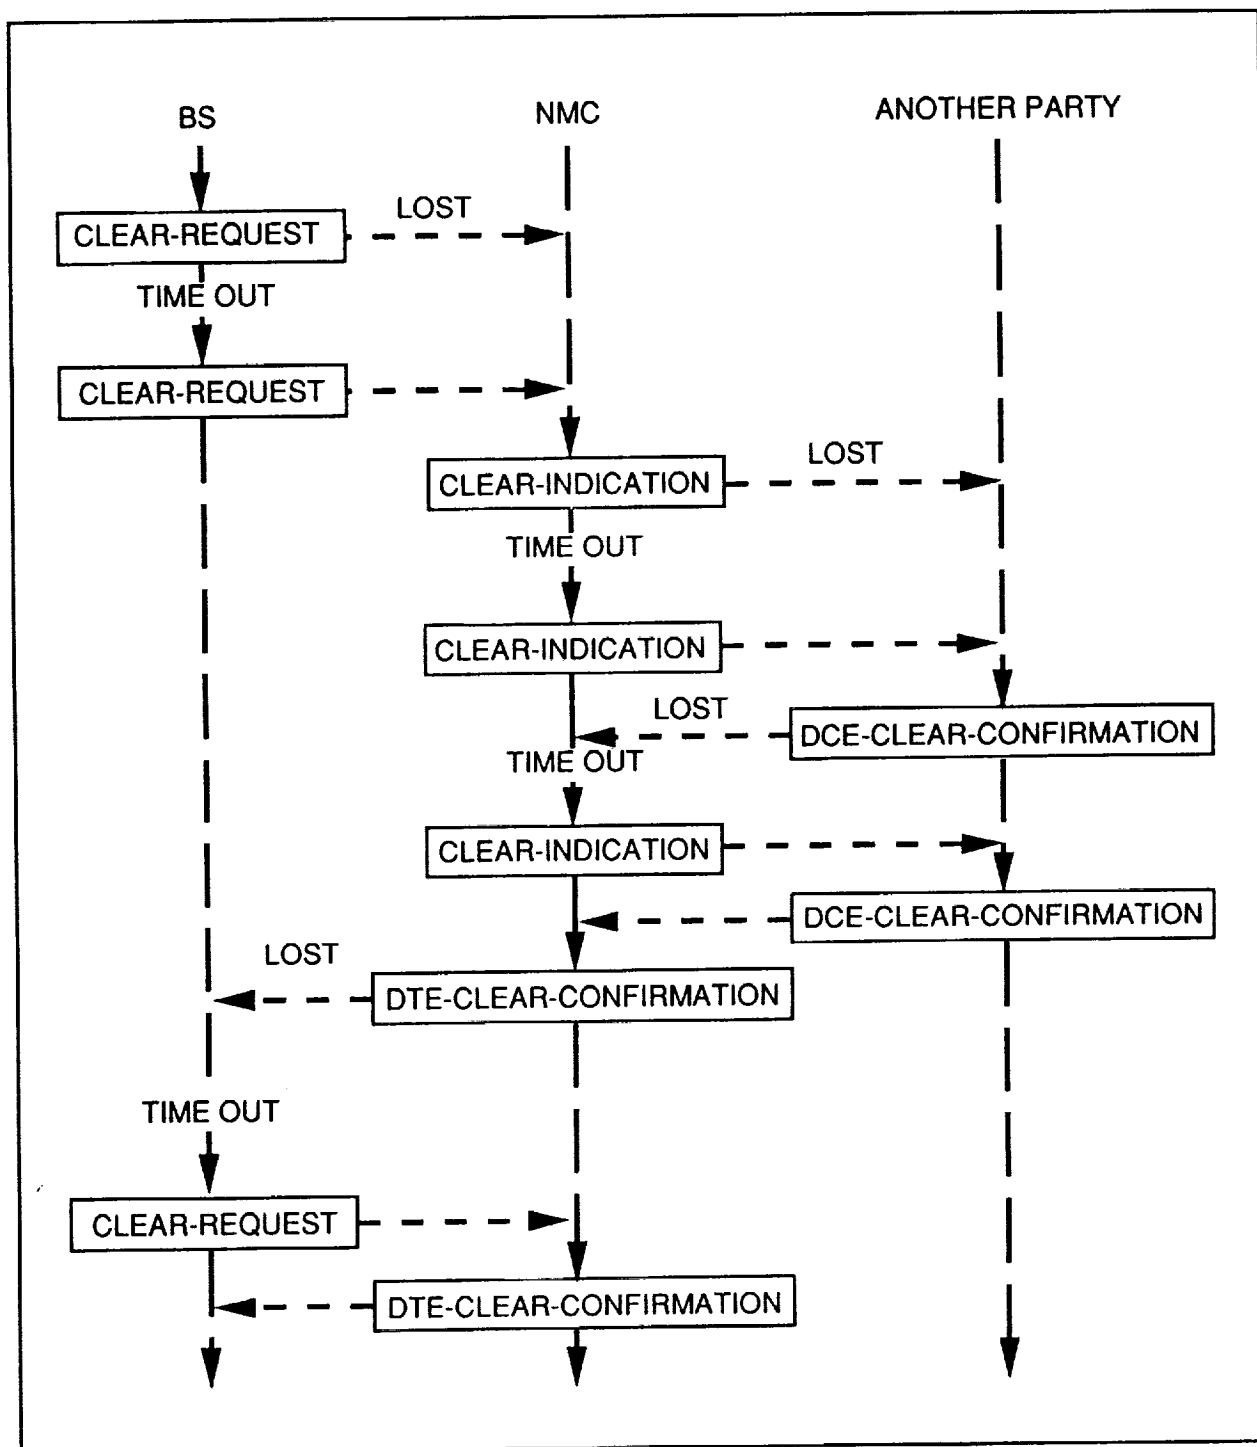 BS
NMC
ANOTHER PARTY
LOST
CLEAR-REQUEST
TIME OUT
CLEAR-REQUEST
LOST
CLEAR-INDICATION
TIME OUT
CLEAR-INDICATION
LOST
DCE-CLEAR-CONFIRMATION
TIME OUT
CLEAR-INDICATION
DCE-CLEAR-CONFIRMATION
LOST
DTE-CLEAR-CONFIRMATION
TIME OUT
CLEAR-REQUEST
DTE-CLEAR-CONFIRMATION